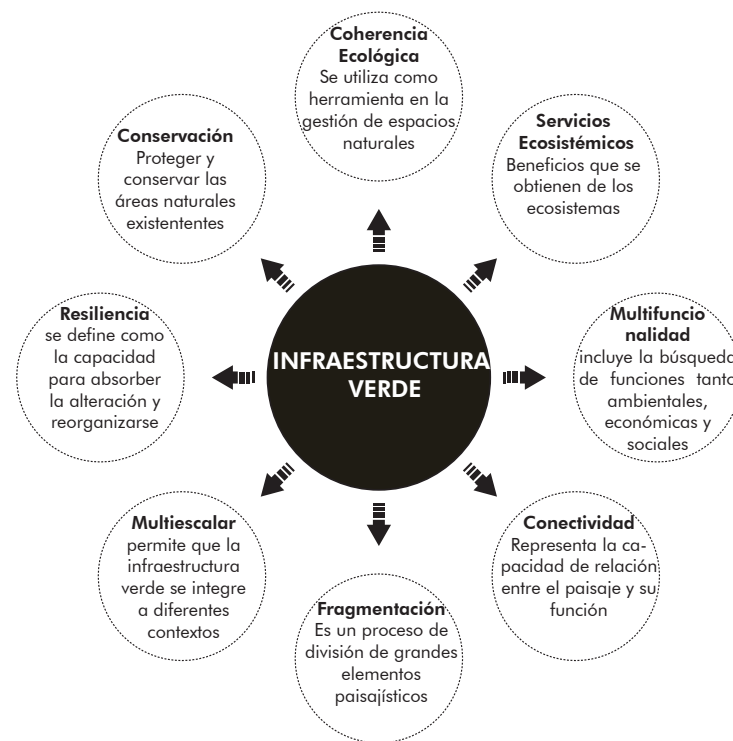 Coherencia
Ecológica
Se utiliza como
herramienta en la
gestión de espacios
naturales
Servicios
Ecosistémicos
Beneficios que se
obtienen de los
ecosistemas
Multifuncio
nalidad
incluye la búsqueda
de funciones tanto
ambientales,
económicas y
sociales
Conectividad
Representa la ca-
pacidad de relación
entre el paisaje y su
función
Fragmentación
Es un proceso de
división de grandes
elementos
paisajísticos
Multiescalar
permite que la
infraestructura
verde se integre
a diferentes
contextos
Resiliencia
se define como
la capacidad
para absorber
la alteración y
reorganizarse
Conservación
Proteger y
conservar las
áreas naturales
existententes
INFRAESTRUCTURA
VERDE